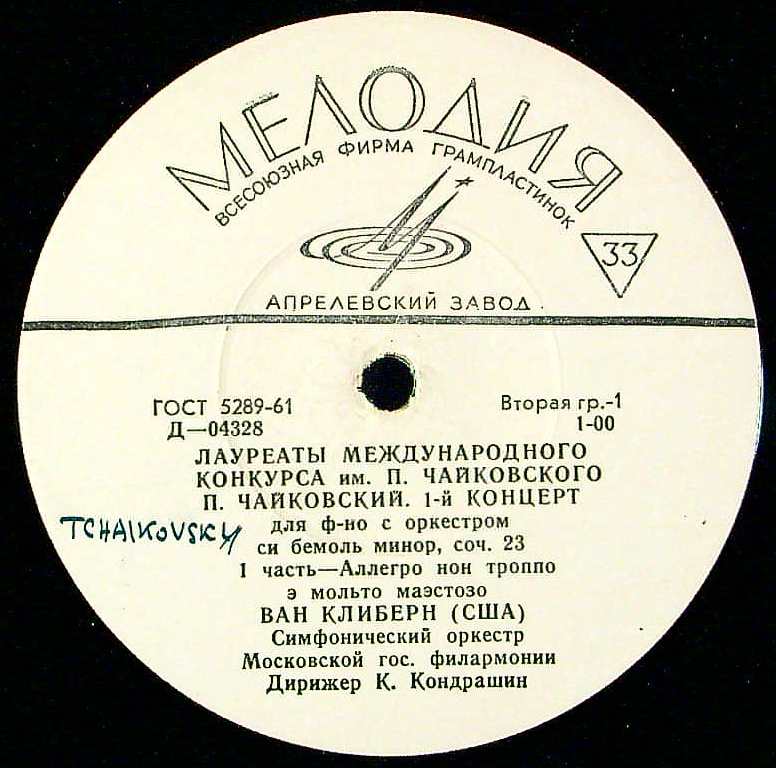 МЕЛОДИЯ
ВСЕСОЮЗНАЯ ФИРМА ГРАМПЛАСТИНОК
33
АПРЕЛЕВСКИЙ ЗАВОД
ГОСТ 5289-61
Вторая гр.-1
Д—04328
1-00
ЛАУРЕАТЫ МЕЖДУНАРОДНОГО
КОНКУРСА им. П. ЧАЙКОВСКОГО
П. ЧАЙКОВСКИЙ. 1-й КОНЦЕРТ
TCHAIKOVSKY
для ф-но с оркестром
си бемоль минор, соч. 23
1 часть—Аллегро нон троппо
э мольто маэстозо
ВАН КЛИБЕРН (США)
Симфонический оркестр
Московской гос. филармонии
Дирижер К. Кондрашин